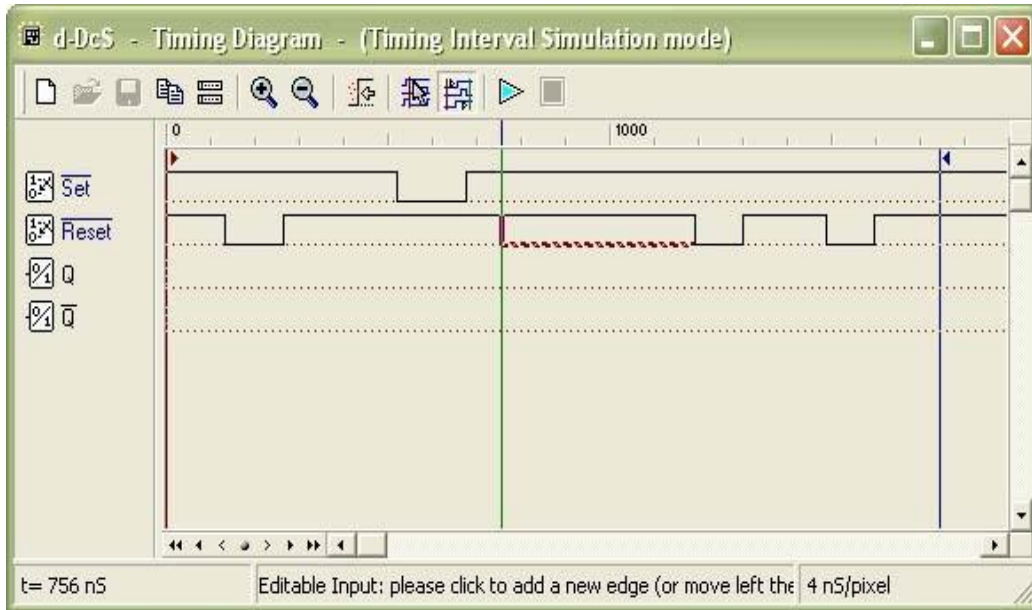 d-DcS - Timing Diagram - (Timing Interval Simulation mode)
0 1000
Set
Reset
Q
Q
t= 756 nS Editable Input: please click to add a new edge (or move left the 4 nS/pixel